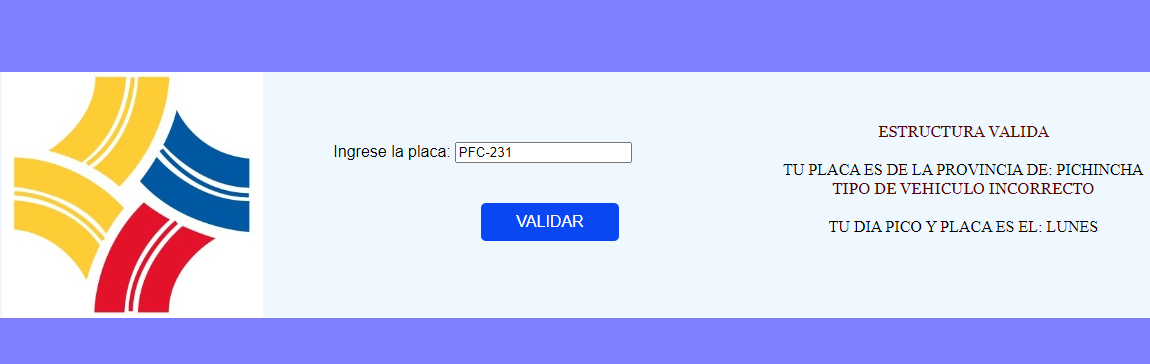 Ingrese la placa: PFC-231
VALIDAR
ESTRUCTURA VALIDA
TU PLACA ES DE LA PROVINCIA DE: PICHINCHA
TIPO DE VEHICULO INCORRECTO
TU DIA PICO Y PLACA ES EL: LUNES